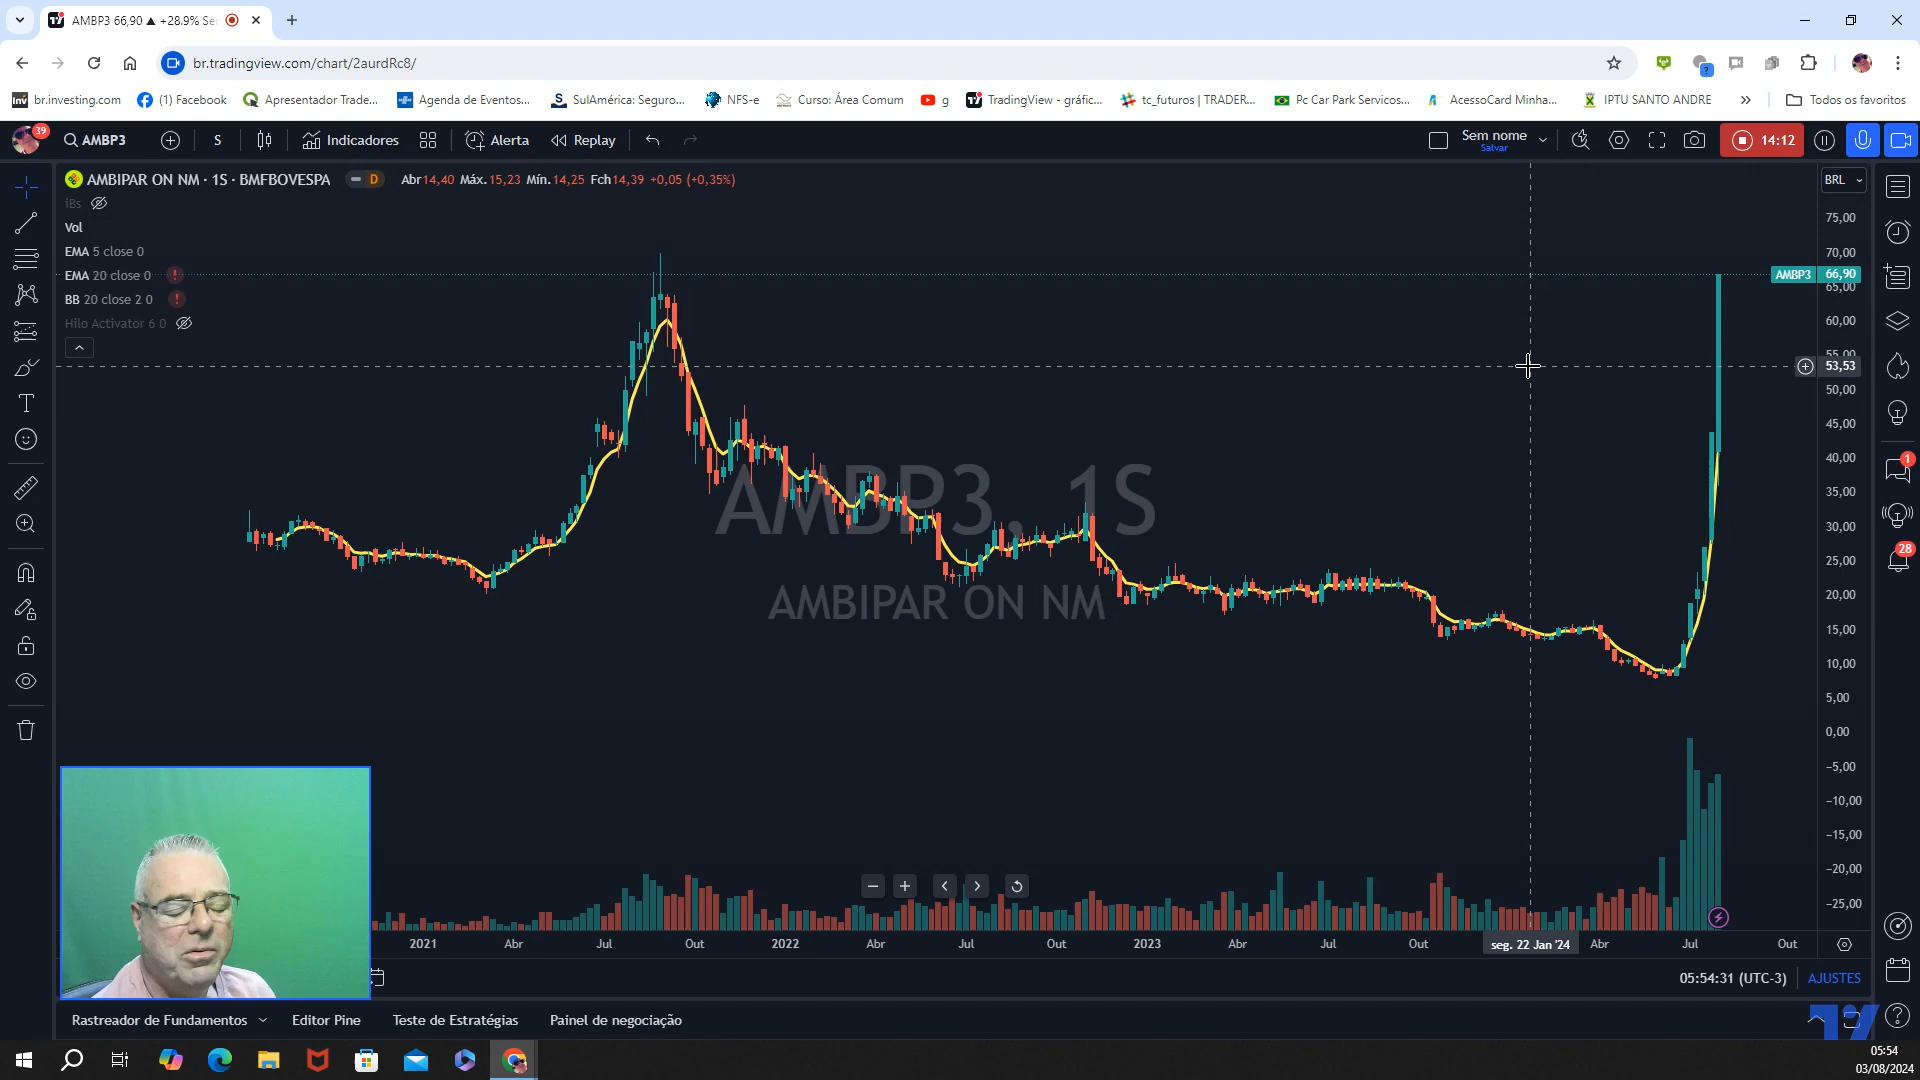 AMBP3 66,90 ▲ +28.9% Se
br.tradingview.com/chart/2aurdRc8/
br.investing.com
(1) Facebook
Apresentador Trade...
Agenda de Eventos...
SulAmérica: Seguro...
NFS-e
Curso: Área Comum
g
TradingView - gráfic...
tc_futuros | TRADER...
Pc Car Park Servicos...
AcessoCard Minha...
IPTU SANTO ANDRE
Todos os favoritos
39
AMBP3
S
Indicadores
Alerta
Replay
Sem nome
Salvar
14:12
AMBIPAR ON NM · 1S · BMFBOVESPA
D
Abr14,40 Máx.15,23 Mín.14,25 Fch14,39 +0,05 (+0,35%)
BRL
iBs
Vol
EMA 5 close 0
EMA 20 close 0
BB 20 close 2 0
Hilo Activator 6 0
75,00
70,00
AMBP3 66,90
65,00
60,00
55,00
53,53
50,00
45,00
40,00
35,00
30,00
25,00
20,00
15,00
10,00
5,00
0,00
−5,00
−10,00
−15,00
−20,00
−25,00
AMBP3, 1S
AMBIPAR ON NM
1
28
2021
Abr
Jul
Out
2022
Abr
Jul
Out
2023
Abr
Jul
Out
seg. 22 Jan '24
Abr
Jul
Out
05:54:31 (UTC-3)
AJUSTES
Rastreador de Fundamentos
Editor Pine
Teste de Estratégias
Painel de negociação
05:54
03/08/2024